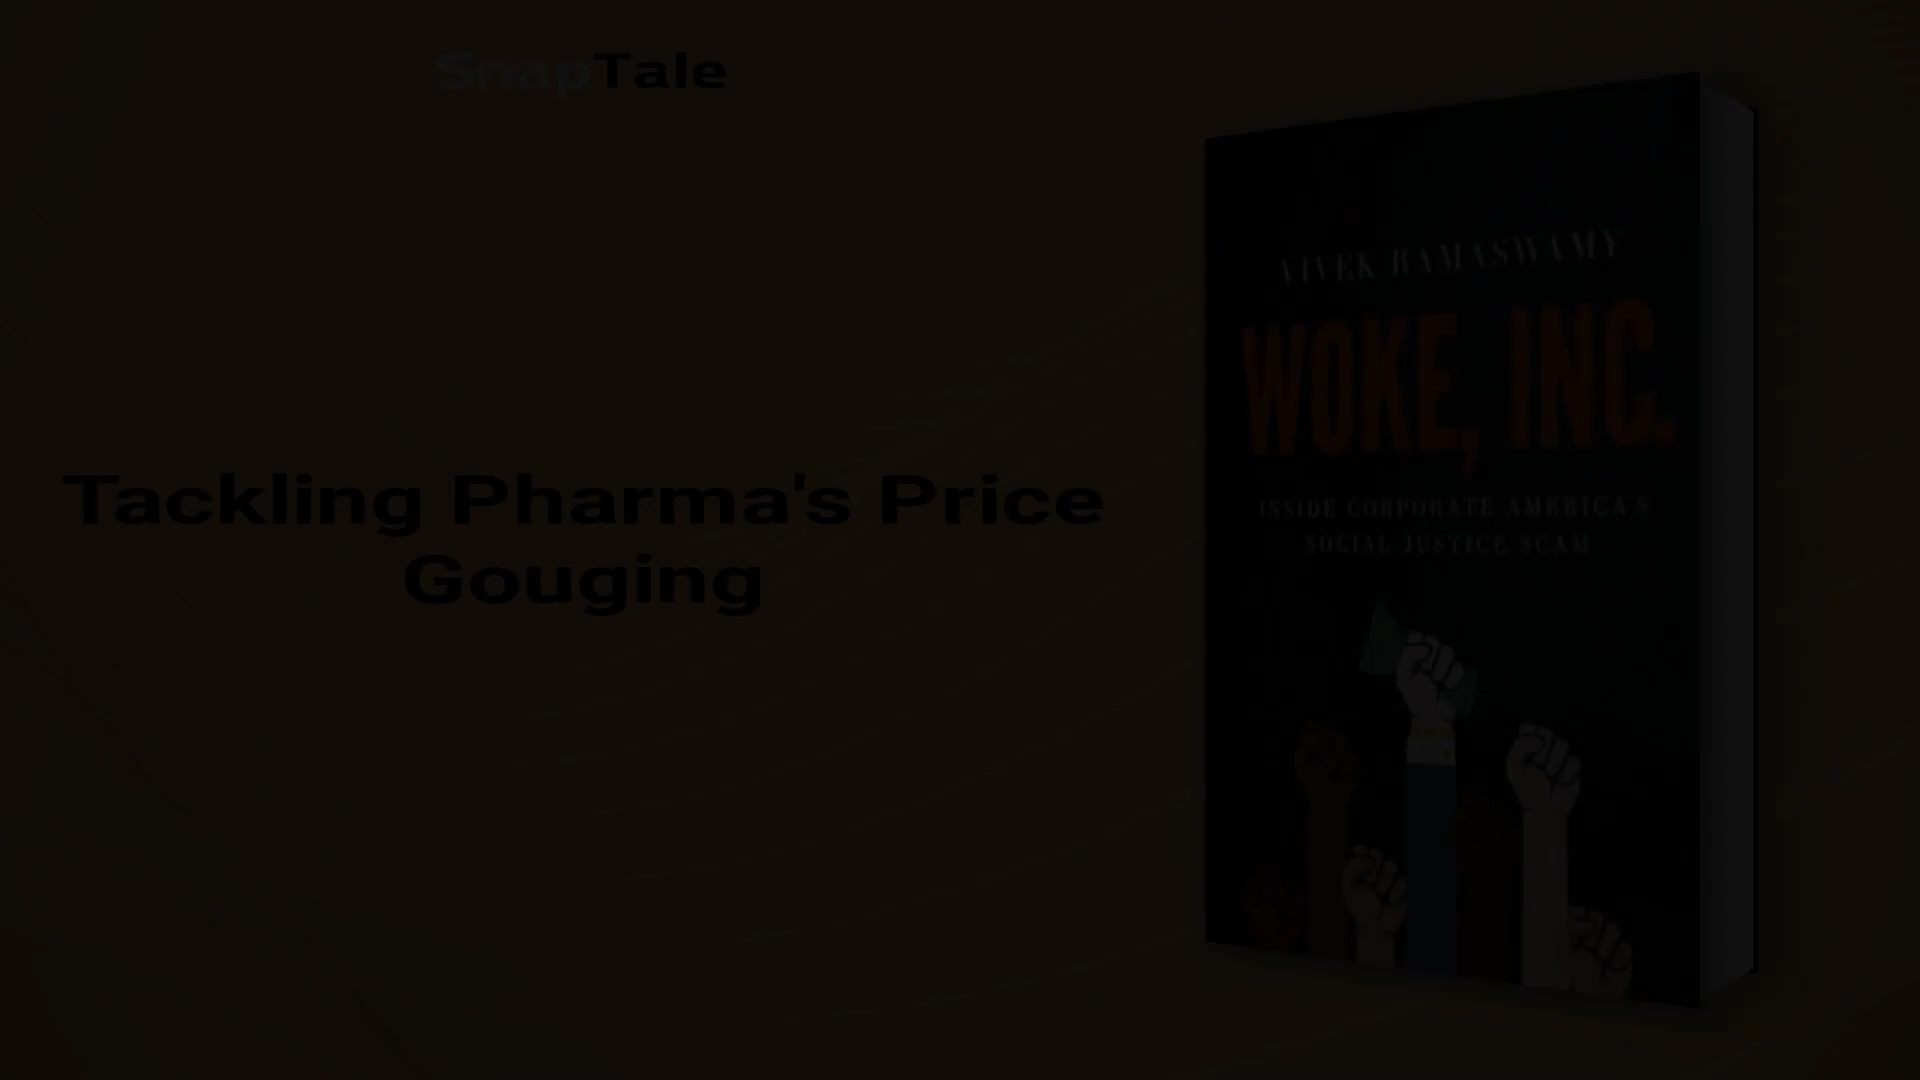 SnapTale
Tackling Pharma's Price
Gouging
VIVEK RAMASWAMY
WOKE, INC.
INSIDE CORPORATE AMERICA'S
SOCIAL JUSTICE SCAM